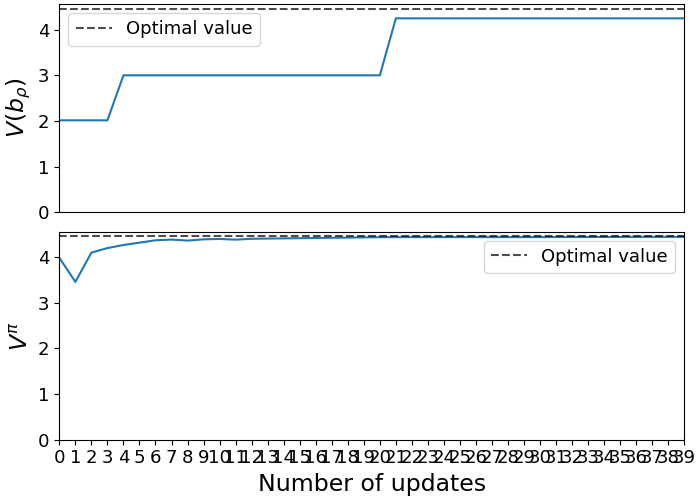 4
3
2
1
0
V(b_ρ)
Optimal value
4
3
2
1
0
V^π
Optimal value
0 1 2 3 4 5 6 7 8 9 10 11 12 13 14 15 16 17 18 19 20 21 22 23 24 25 26 27 28 29 30 31 32 33 34 35 36 37 38 39
Number of updates